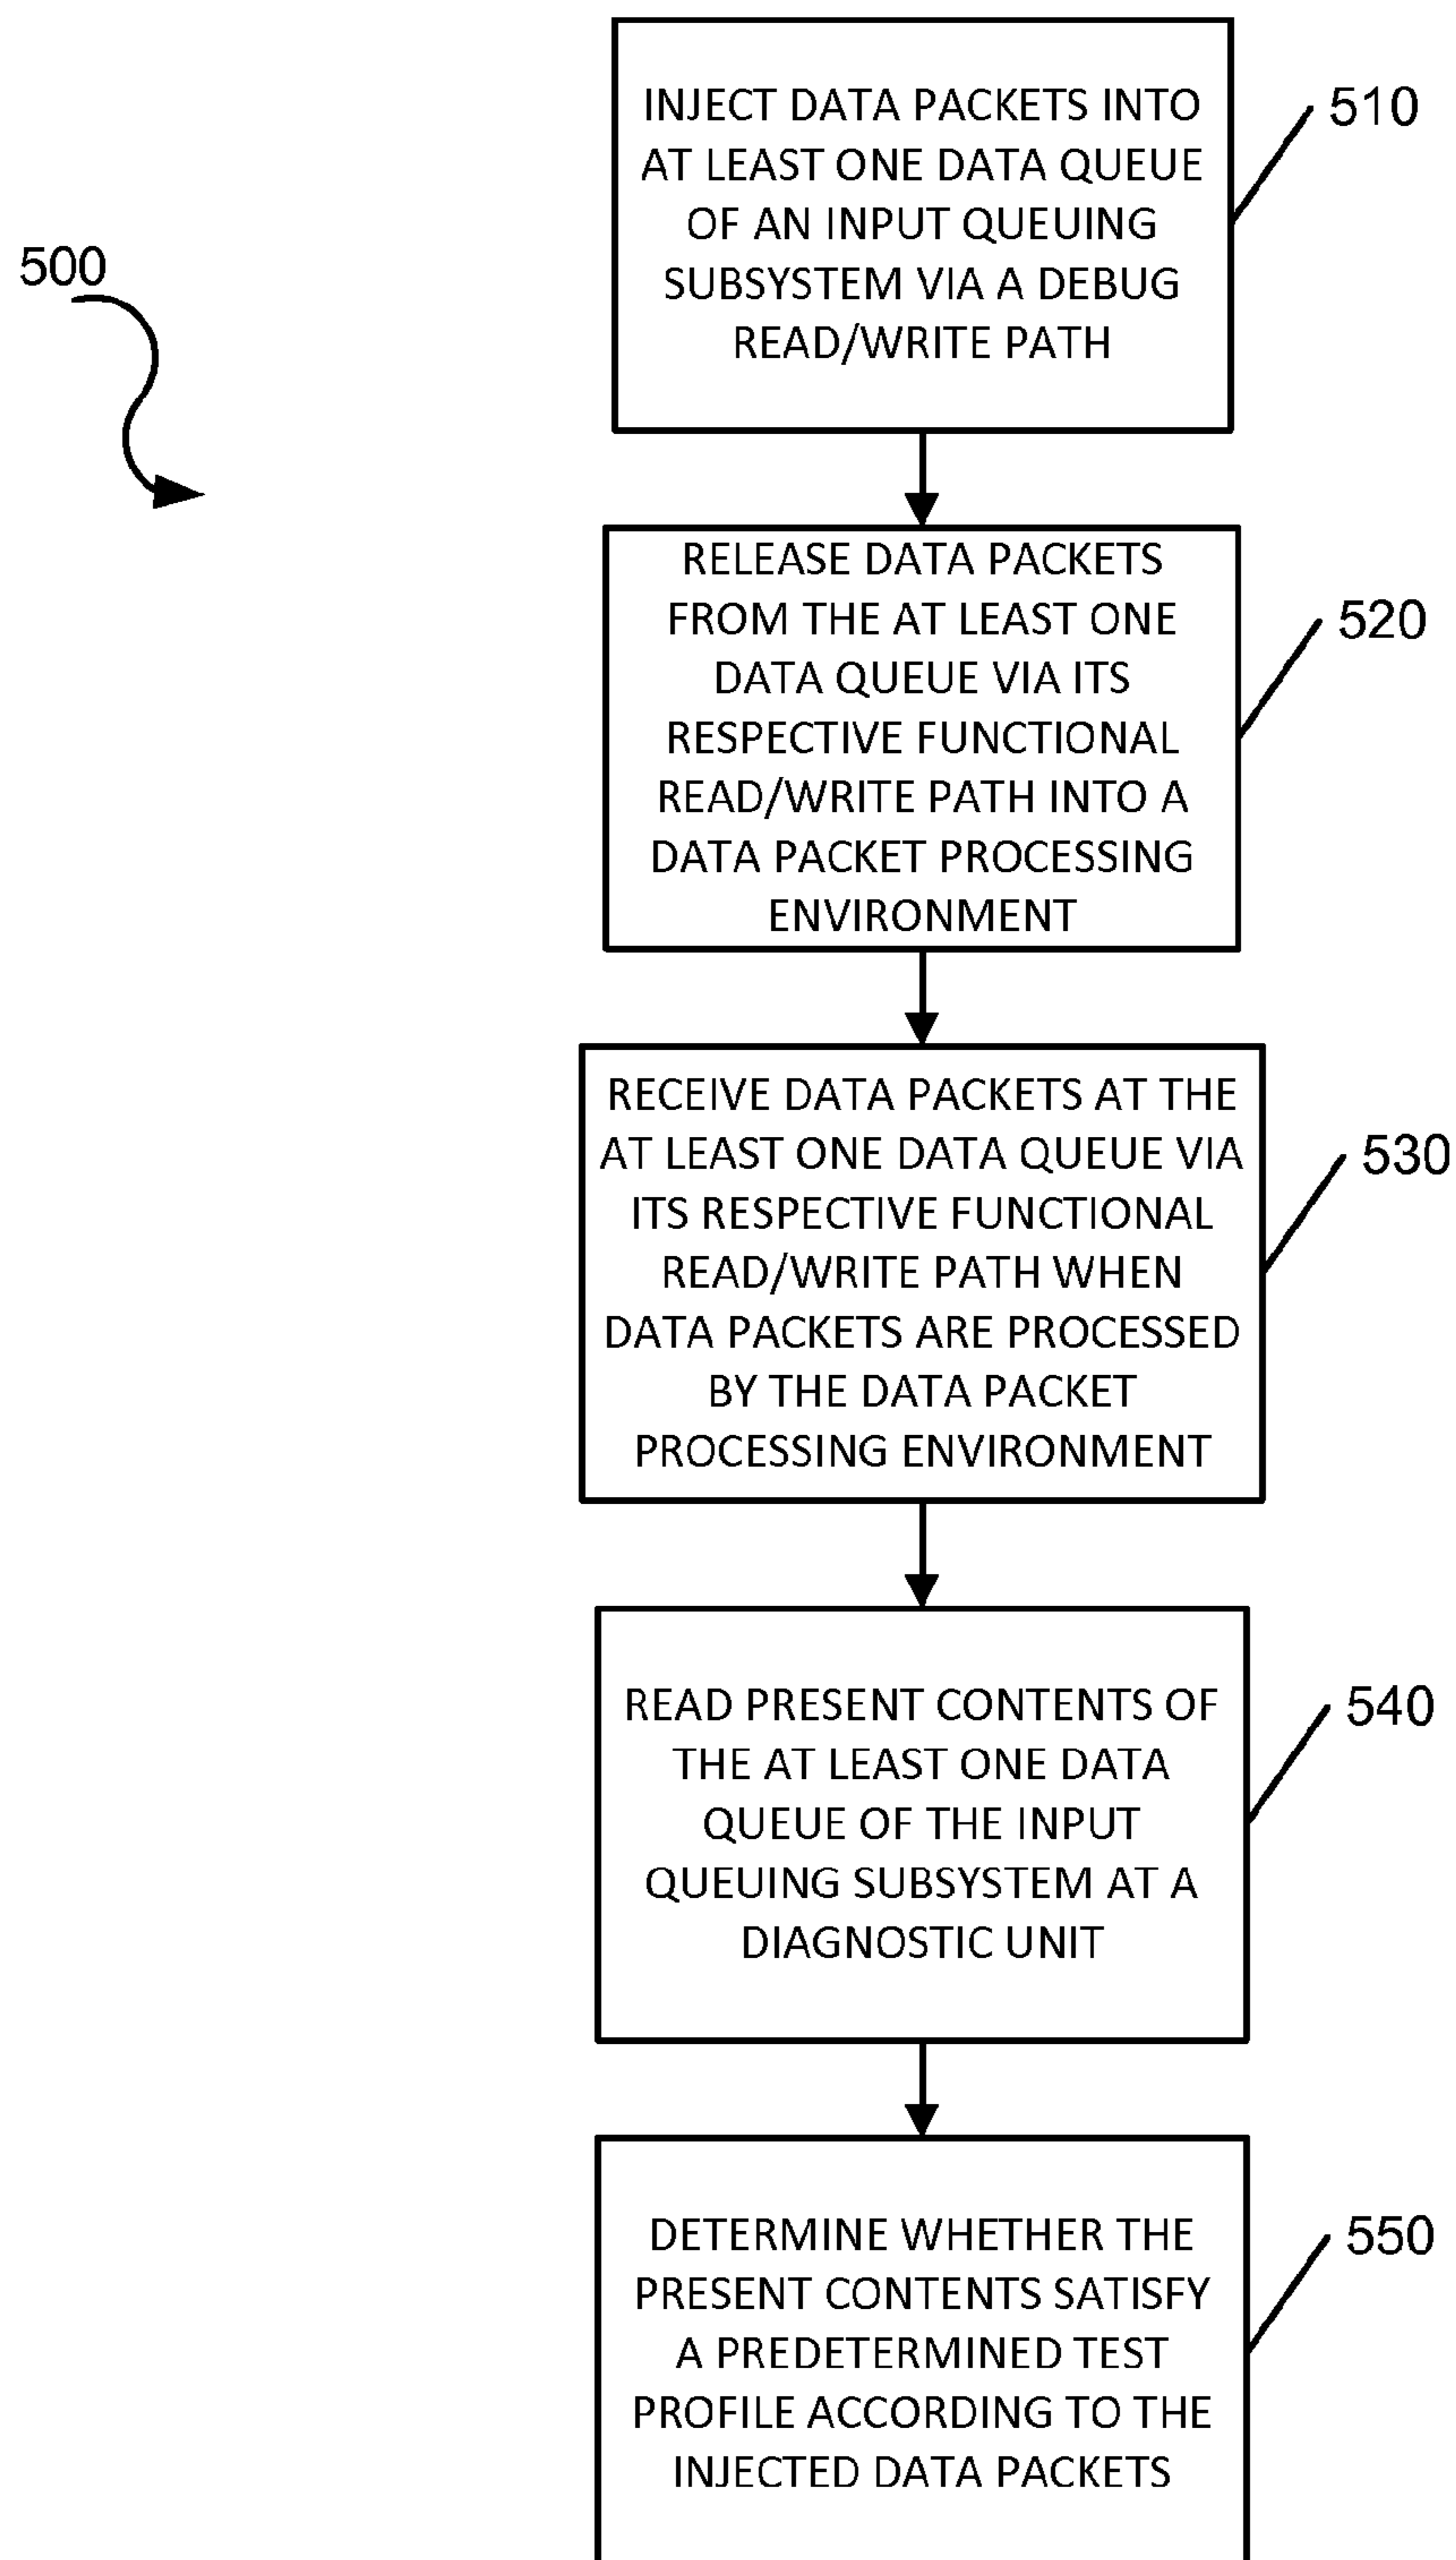 500
INJECT DATA PACKETS INTO
AT LEAST ONE DATA QUEUE
OF AN INPUT QUEUING
SUBSYSTEM VIA A DEBUG
READ/WRITE PATH
510
RELEASE DATA PACKETS
FROM THE AT LEAST ONE
DATA QUEUE VIA ITS
RESPECTIVE FUNCTIONAL
READ/WRITE PATH INTO A
DATA PACKET PROCESSING
ENVIRONMENT
520
RECEIVE DATA PACKETS AT THE
AT LEAST ONE DATA QUEUE VIA
ITS RESPECTIVE FUNCTIONAL
READ/WRITE PATH WHEN
DATA PACKETS ARE PROCESSED
BY THE DATA PACKET
PROCESSING ENVIRONMENT
530
READ PRESENT CONTENTS OF
THE AT LEAST ONE DATA
QUEUE OF THE INPUT
QUEUING SUBSYSTEM AT A
DIAGNOSTIC UNIT
540
DETERMINE WHETHER THE
PRESENT CONTENTS SATISFY
A PREDETERMINED TEST
PROFILE ACCORDING TO THE
INJECTED DATA PACKETS
550